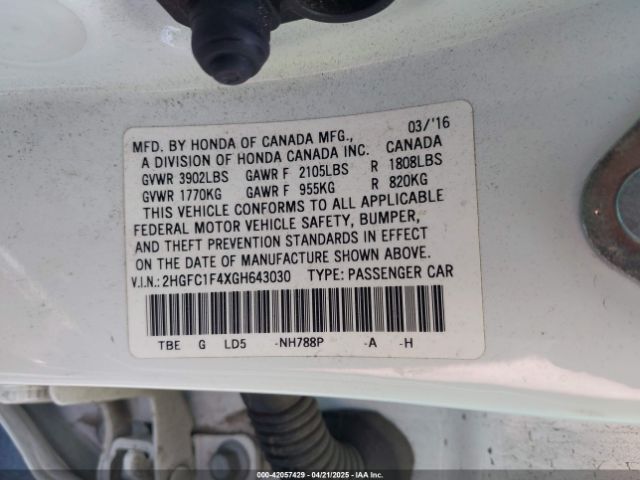 03/'16
MFD. BY HONDA OF CANADA MFG., CANADA
A DIVISION OF HONDA CANADA INC.
GVWR 3902LBS GAWR F 2105LBS R 1808LBS
GVWR 1770KG GAWR F 955KG R 820KG
THIS VEHICLE CONFORMS TO ALL APPLICABLE
FEDERAL MOTOR VEHICLE SAFETY, BUMPER,
AND THEFT PREVENTION STANDARDS IN EFFECT
ON THE DATE OF MANUFACTURE SHOWN ABOVE.
V.I.N.: 2HGFC1F4XGH643030 TYPE: PASSENGER CAR
TBE G LD5 -NH788P -A -H
000-42057429 - 04/21/2025 - IAA Inc.